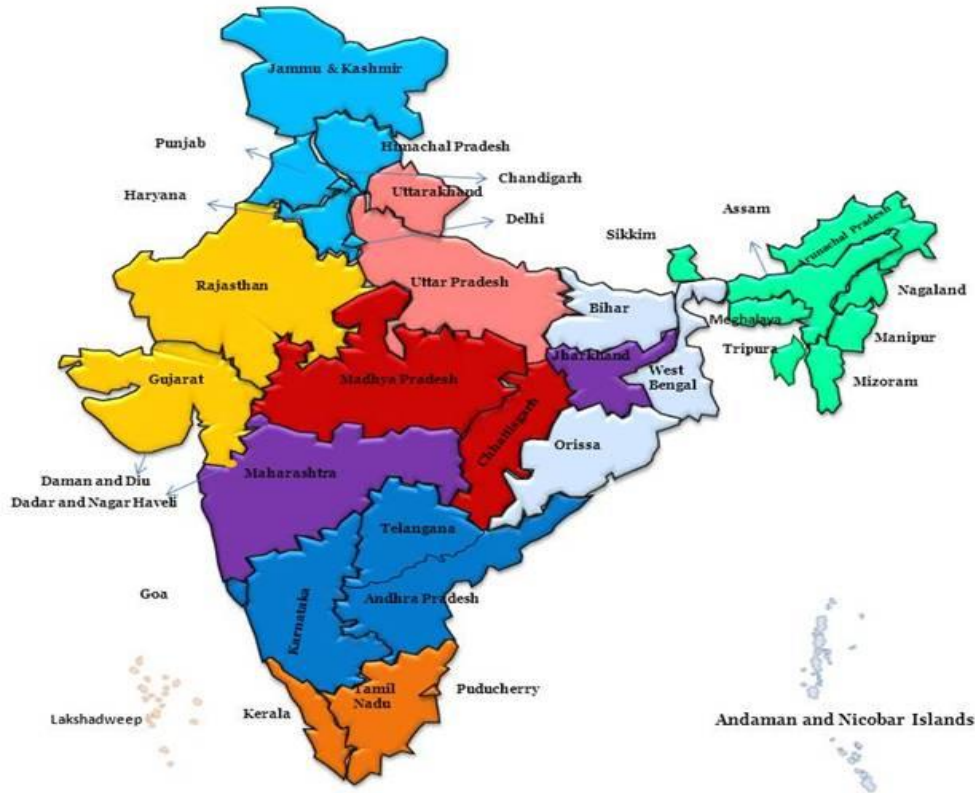 Jammu & Kashmir
Punjab
Himachal Pradesh
Chandigarh
Uttarakhand
Haryana
Delhi
Assam
Sikkim
Arunachal Pradesh
Rajasthan
Uttar Pradesh
Nagaland
Bihar
Meghalaya
Manipur
Tripura
Jharkhand
Gujarat
Madhya Pradesh
West
Bengal
Mizoram
Chhattisgarh
Orissa
Maharashtra
Daman and Diu
Dadar and Nagar Haveli
Telangana
Goa
Andhra Pradesh
Karnataka
Tamil
Nadu
Puducherry
Kerala
Lakshadweep
Andaman and Nicobar Islands